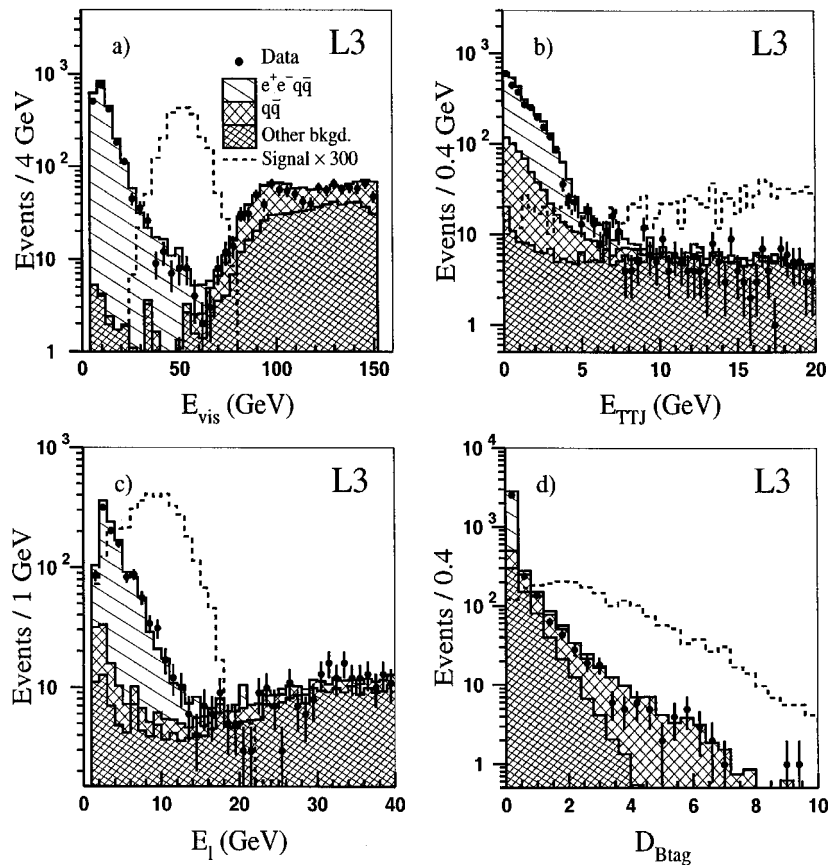 a)
L3
Data
e⁺e⁻qq̄
qq̄
Other bkgd.
Signal × 300
Events / 4 GeV
10³
10²
10
1
0 50 100 150
E_vis (GeV)
b)
L3
Events / 0.4 GeV
10³
10²
10
1
0 5 10 15 20
E_TTJ (GeV)
c)
L3
Events / 1 GeV
10³
10²
10
0 10 20 30 40
E_l (GeV)
d)
L3
Events / 0.4
10⁴
10³
10²
10
1
0 2 4 6 8 10
D_Btag